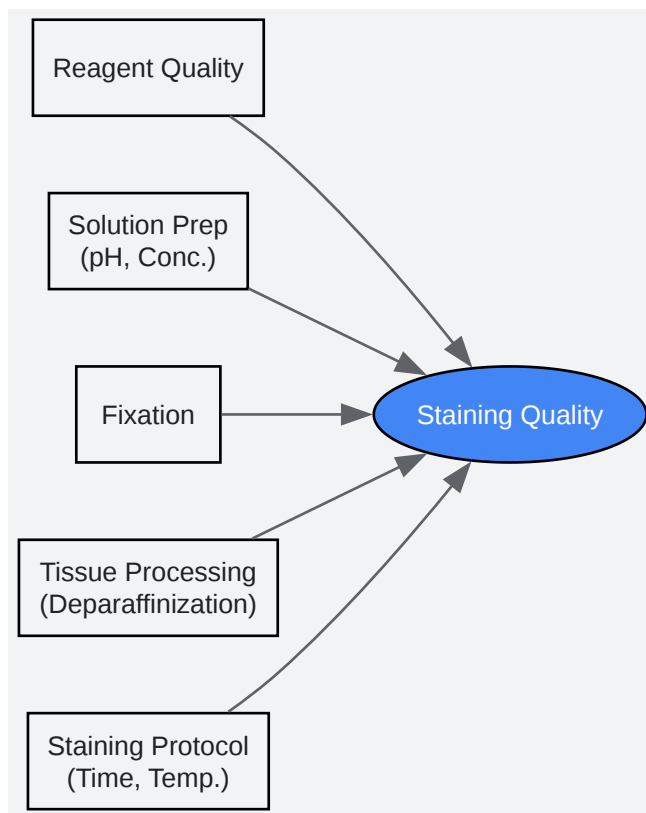 Reagent Quality
Solution Prep
(pH, Conc.)
Fixation
Staining Quality
Tissue Processing
(Deparaffinization)
Staining Protocol
(Time, Temp.)